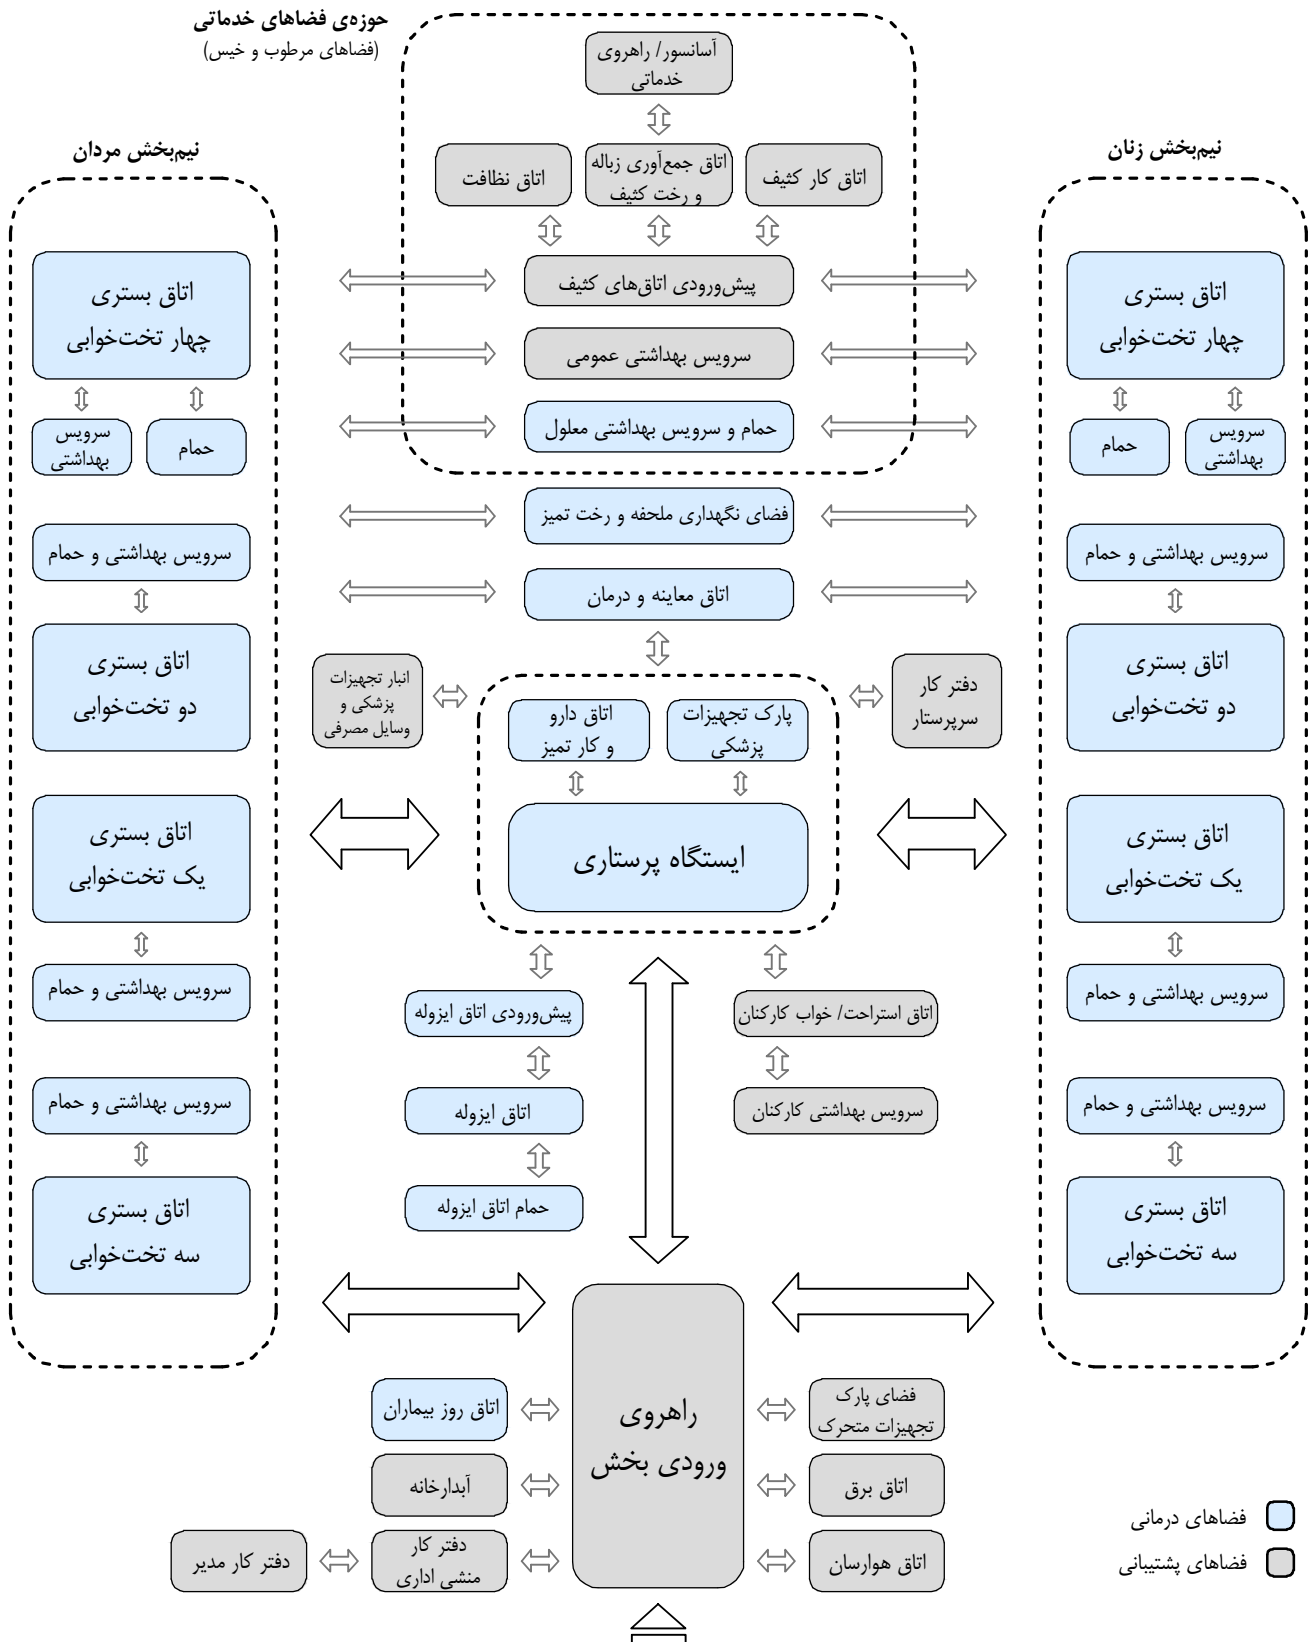 حوزه‌ی فضاهای خدماتی
(فضاهای مرطوب و خیس)
آسانسور/ راهروی
خدماتی
اتاق کار کثیف
اتاق جمع‌آوری زباله
و رخت کثیف
اتاق نظافت
پیش‌ورودی اتاق‌های کثیف
سرویس بهداشتی عمومی
حمام و سرویس بهداشتی معلول
فضای نگهداری ملحفه و رخت تمیز
اتاق معاینه و درمان
نیم‌بخش زنان
اتاق بستری
چهار تخت‌خوابی
سرویس
بهداشتی
حمام
سرویس بهداشتی و حمام
اتاق بستری
دو تخت‌خوابی
اتاق بستری
یک تخت‌خوابی
سرویس بهداشتی و حمام
سرویس بهداشتی و حمام
اتاق بستری
سه تخت‌خوابی
نیم‌بخش مردان
اتاق بستری
چهار تخت‌خوابی
حمام
سرویس
بهداشتی
سرویس بهداشتی و حمام
اتاق بستری
دو تخت‌خوابی
اتاق بستری
یک تخت‌خوابی
سرویس بهداشتی و حمام
سرویس بهداشتی و حمام
اتاق بستری
سه تخت‌خوابی
دفتر کار
سرپرستار
پارک تجهیزات
پزشکی
اتاق دارو
و کار تمیز
انبار تجهیزات
پزشکی و
وسایل مصرفی
ایستگاه پرستاری
اتاق استراحت/ خواب کارکنان
سرویس بهداشتی کارکنان
پیش‌ورودی اتاق ایزوله
اتاق ایزوله
حمام اتاق ایزوله
راهروی
ورودی بخش
فضای پارک
تجهیزات متحرک
اتاق برق
اتاق هوارسان
اتاق روز بیماران
آبدارخانه
دفتر کار
منشی اداری
دفتر کار مدیر
فضاهای درمانی
فضاهای پشتیبانی